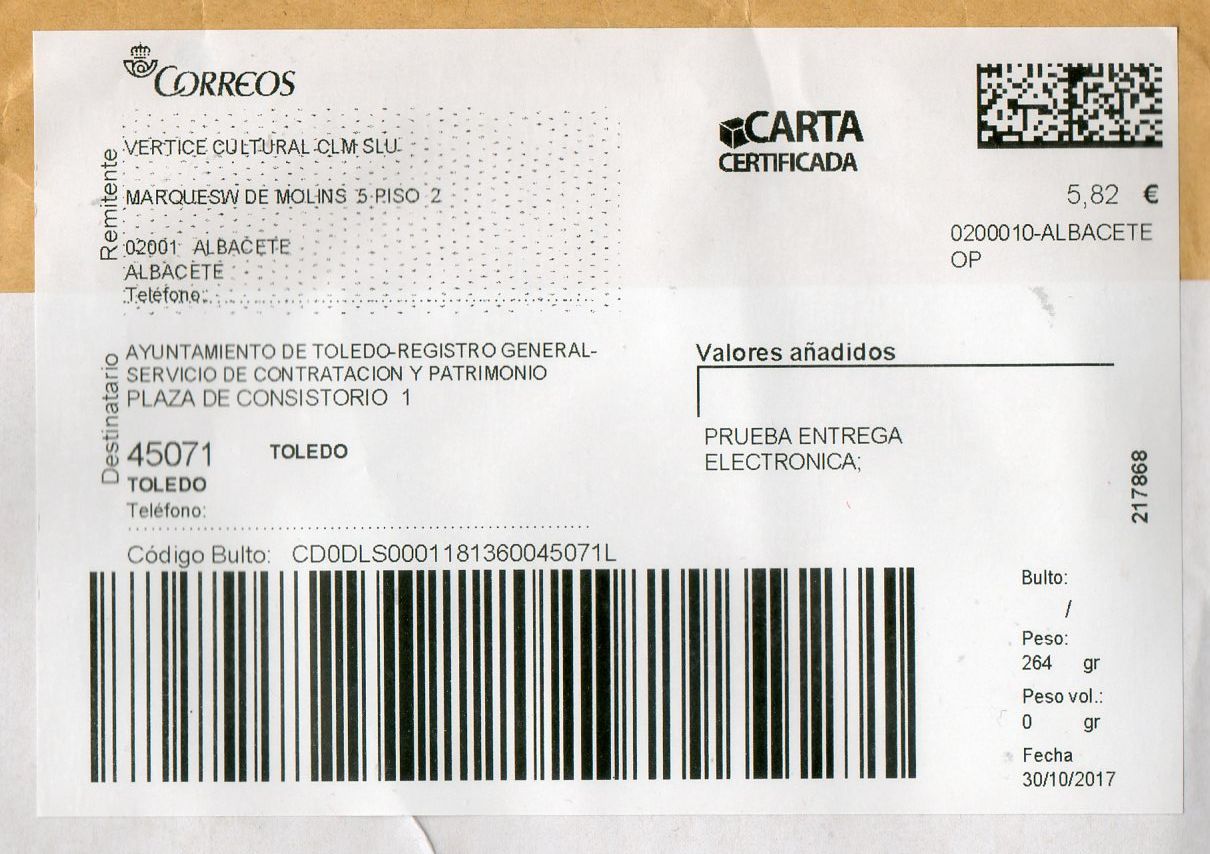 CORREOS
Remitente
VERTICE CULTURAL CLM SLU
MARQUESW DE MOLINS 5 PISO 2
02001 ALBACETE
ALBACETE
Teléfono:
CARTA
CERTIFICADA
5,82 €
0200010-ALBACETE
OP
Destinatario
AYUNTAMIENTO DE TOLEDO-REGISTRO GENERAL-
SERVICIO DE CONTRATACION Y PATRIMONIO
PLAZA DE CONSISTORIO 1
45071 TOLEDO
TOLEDO
Teléfono:
Valores añadidos
PRUEBA ENTREGA
ELECTRONICA;
217868
Código Bulto: CD0DLS0001181360045071L
Bulto:
/
Peso:
264 gr
Peso vol.:
0 gr
Fecha
30/10/2017